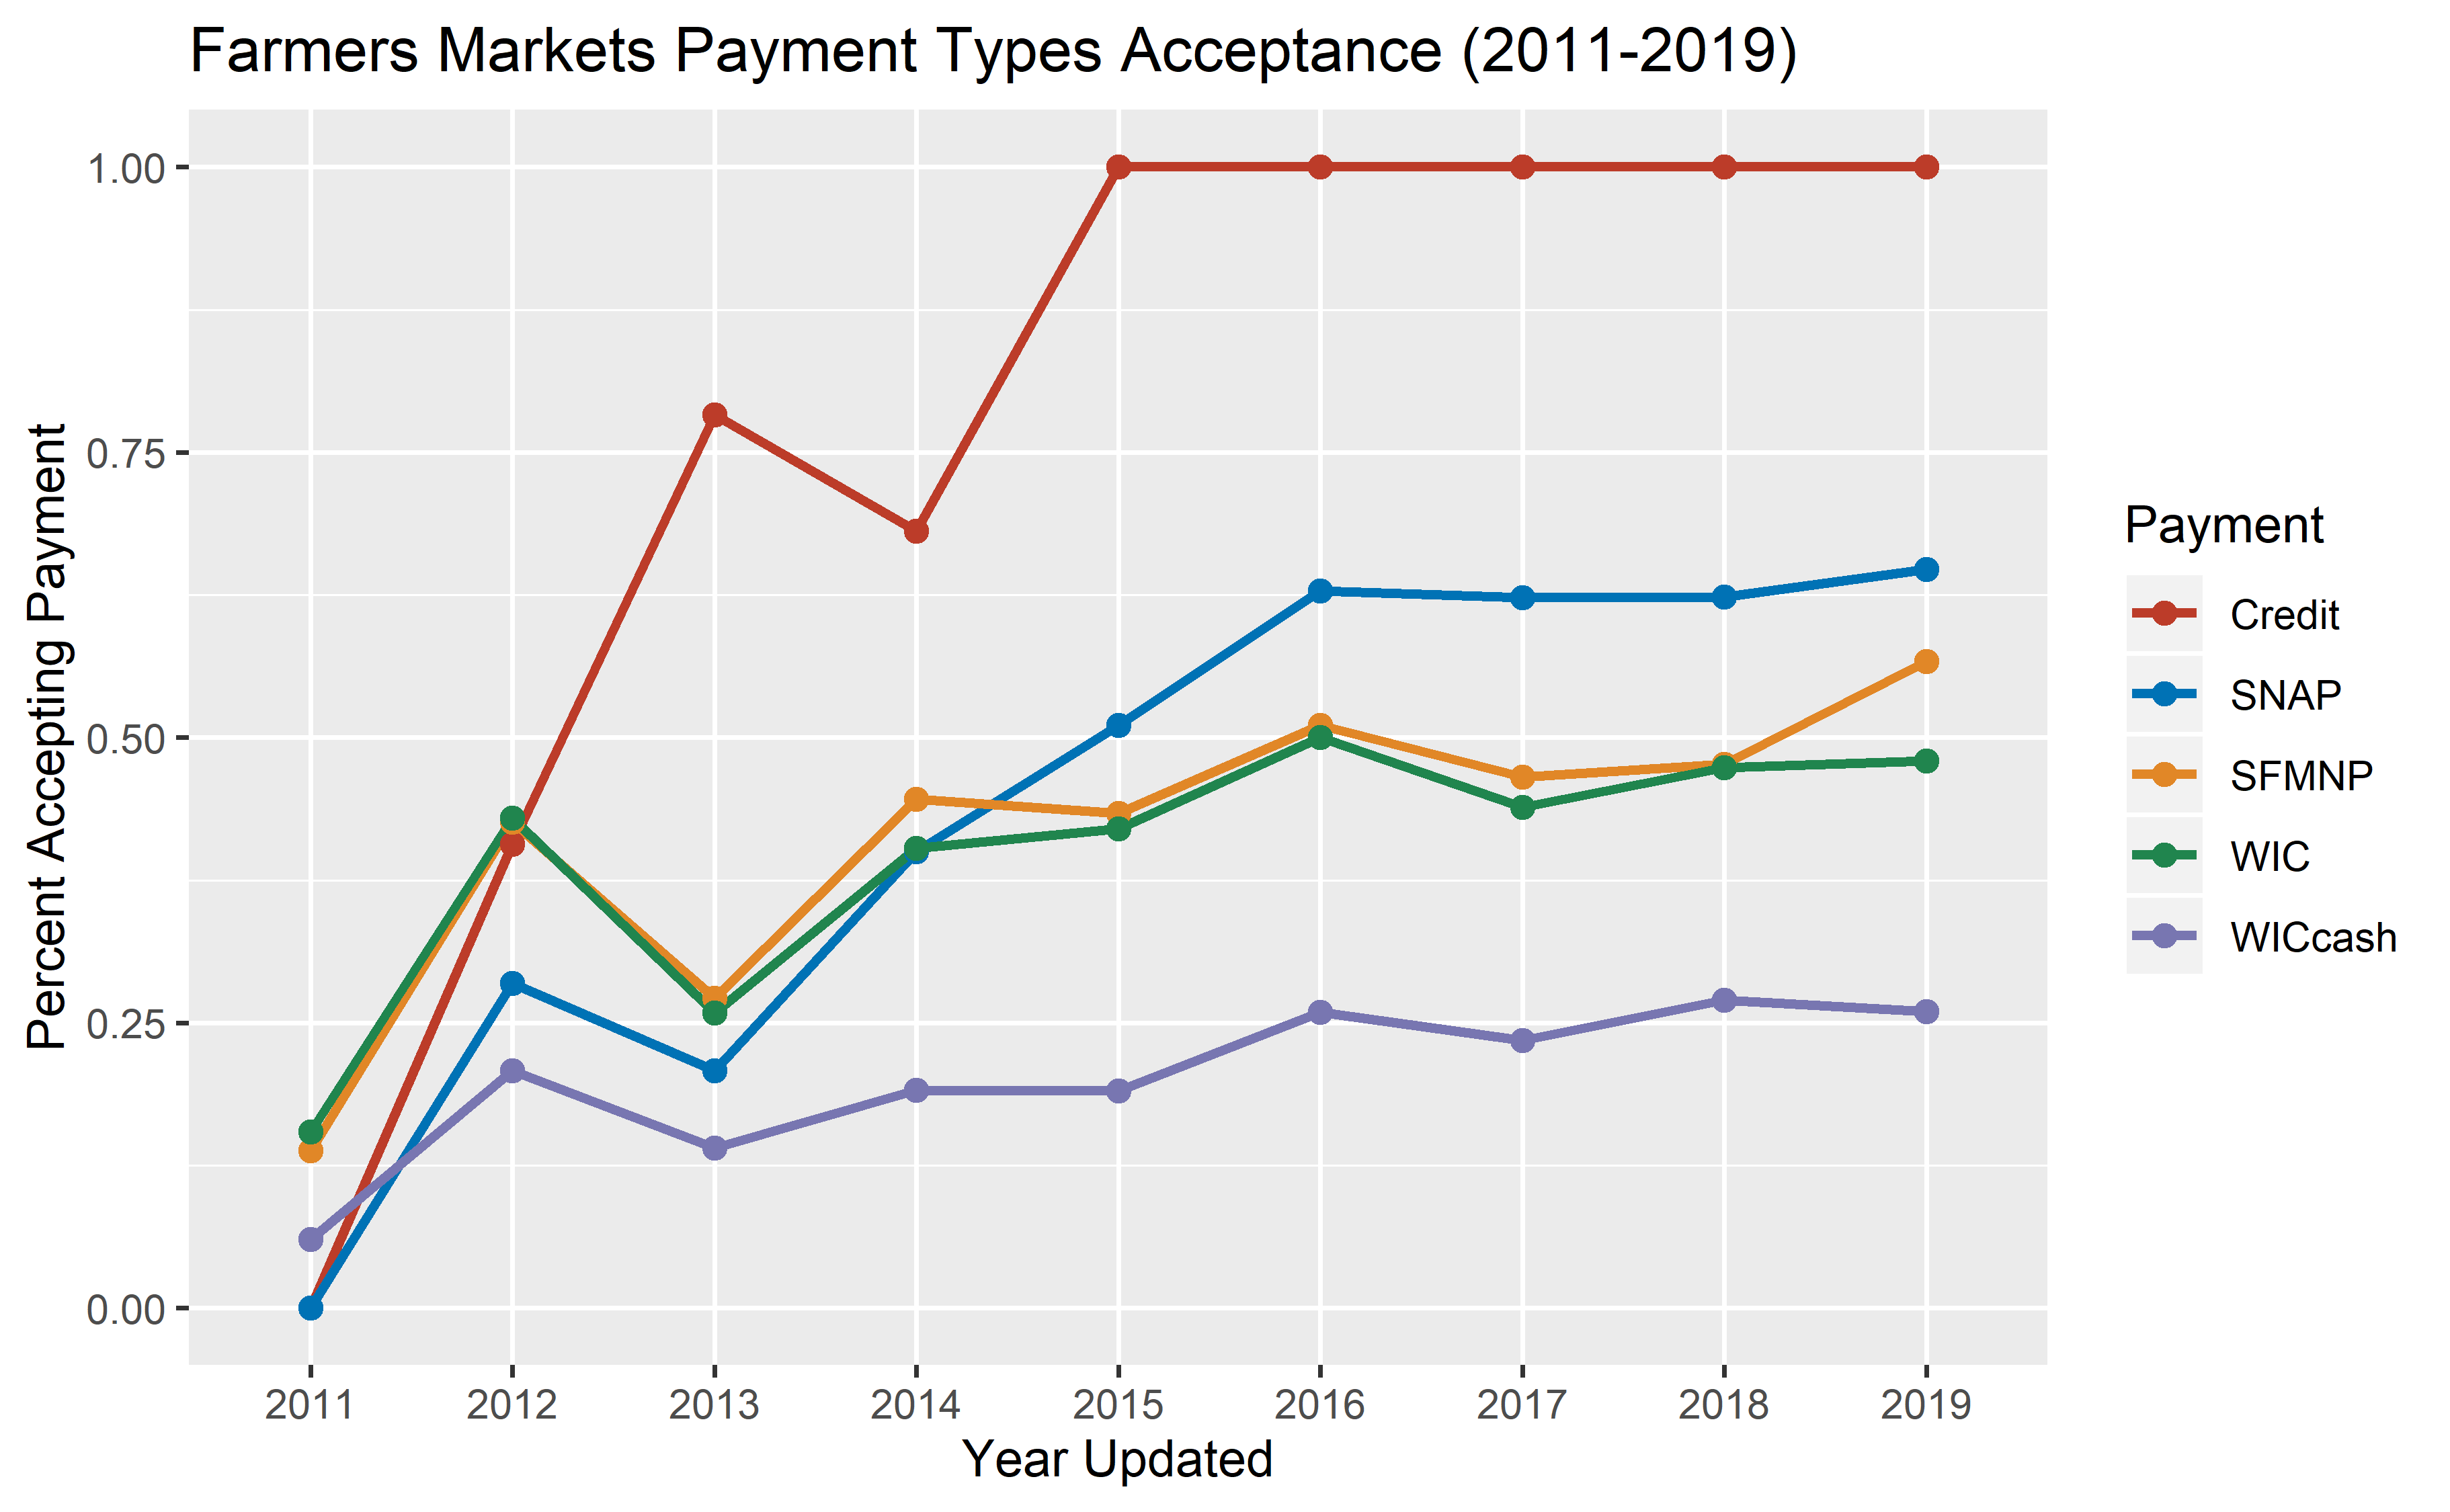 Farmers Markets Payment Types Acceptance (2011-2019)
Percent Accepting Payment
1.00
0.75
0.50
0.25
0.00
2011 2012 2013 2014 2015 2016 2017 2018 2019
Year Updated
Payment
Credit
SNAP
SFMNP
WIC
WICcash